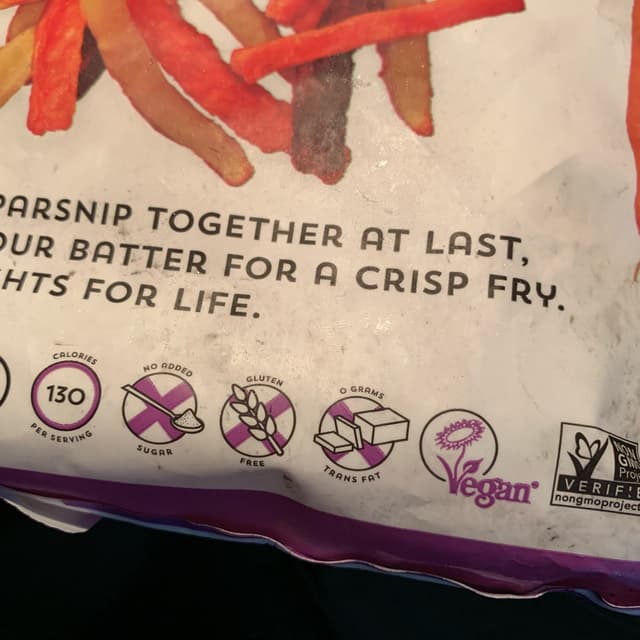 PARSNIP TOGETHER AT LAST,
OUR BATTER FOR A CRISP FRY.
HTS FOR LIFE.
CALORIES
130
PER SERVING
NO ADDED
SUGAR
GLUTEN
FREE
0 GRAMS
TRANS FAT
Vegan
VERIFI
nongmoproject